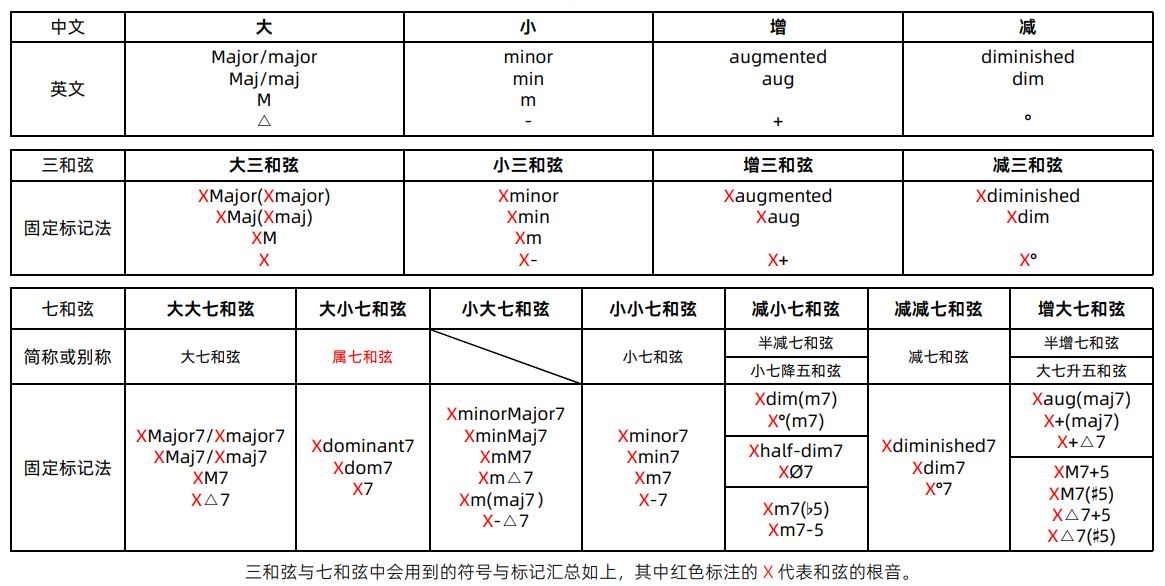 中文 大 小 增 减
英文
Major/major minor augmented diminished
Maj/maj min aug dim
M m
△ - + °
三和弦 大三和弦 小三和弦 增三和弦 减三和弦
固定标记法
XMajor(Xmajor) Xminor Xaugmented Xdiminished
XMaj(Xmaj) Xmin Xaug Xdim
XM Xm
X X- X+ X°
七和弦 大大七和弦 大小七和弦 小大七和弦 小小七和弦 减小七和弦 减减七和弦 增大七和弦
简称或别称 大七和弦 属七和弦 小七和弦
半减七和弦
小七降五和弦
减七和弦
半增七和弦
大七升五和弦
固定标记法
XMajor7/Xmajor7
XMaj7/Xmaj7
XM7
X△7
Xdominant7
Xdom7
X7
XminorMajor7
XminMaj7
XmM7
Xm△7
Xm(maj7)
X-△7
Xminor7
Xmin7
Xm7
X-7
Xdim(m7)
X°(m7)
Xhalf-dim7
XØ7
Xm7(♭5)
Xm7-5
Xdiminished7
Xdim7
X°7
Xaug(maj7)
X+(maj7)
X+△7
XM7+5
XM7(♯5)
X△7+5
X△7(♯5)
三和弦与七和弦中会用到的符号与标记汇总如上，其中红色标注的 X 代表和弦的根音。